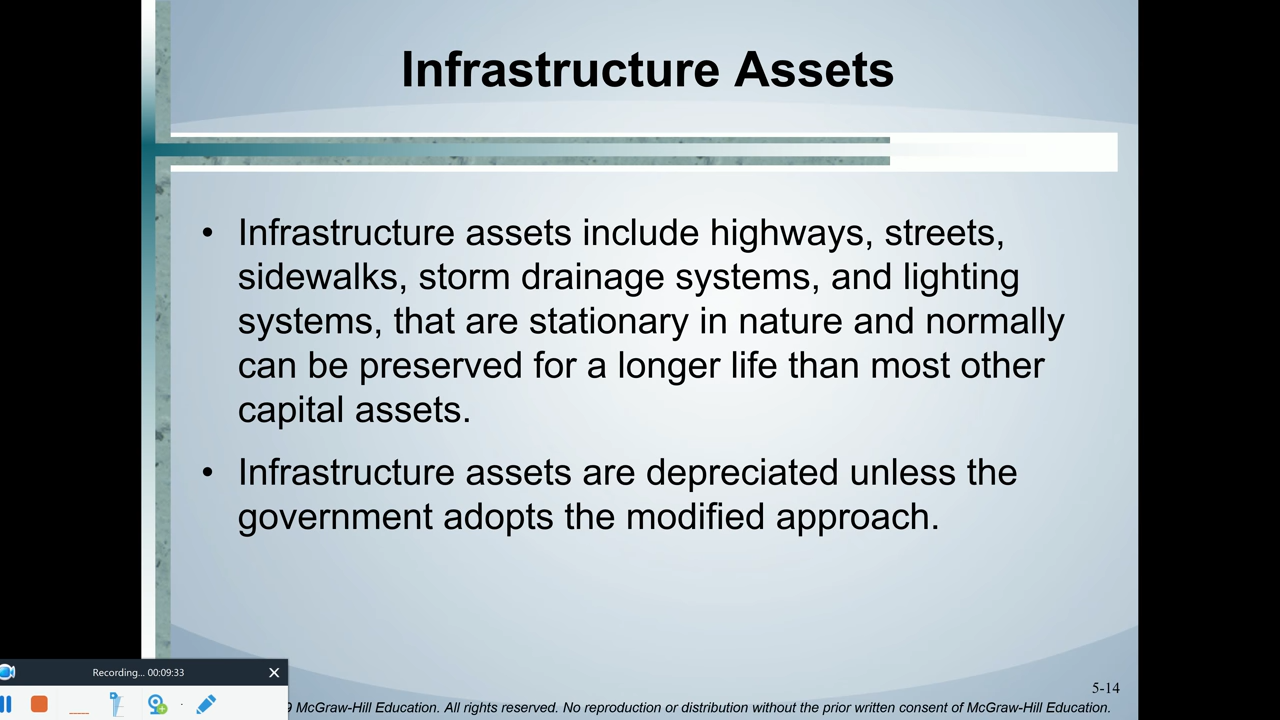 Infrastructure Assets
• Infrastructure assets include highways, streets,
sidewalks, storm drainage systems, and lighting
systems, that are stationary in nature and normally
can be preserved for a longer life than most other
capital assets.
• Infrastructure assets are depreciated unless the
government adopts the modified approach.
Recording... 00:09:33
5-14
9 McGraw-Hill Education. All rights reserved. No reproduction or distribution without the prior written consent of McGraw-Hill Education.